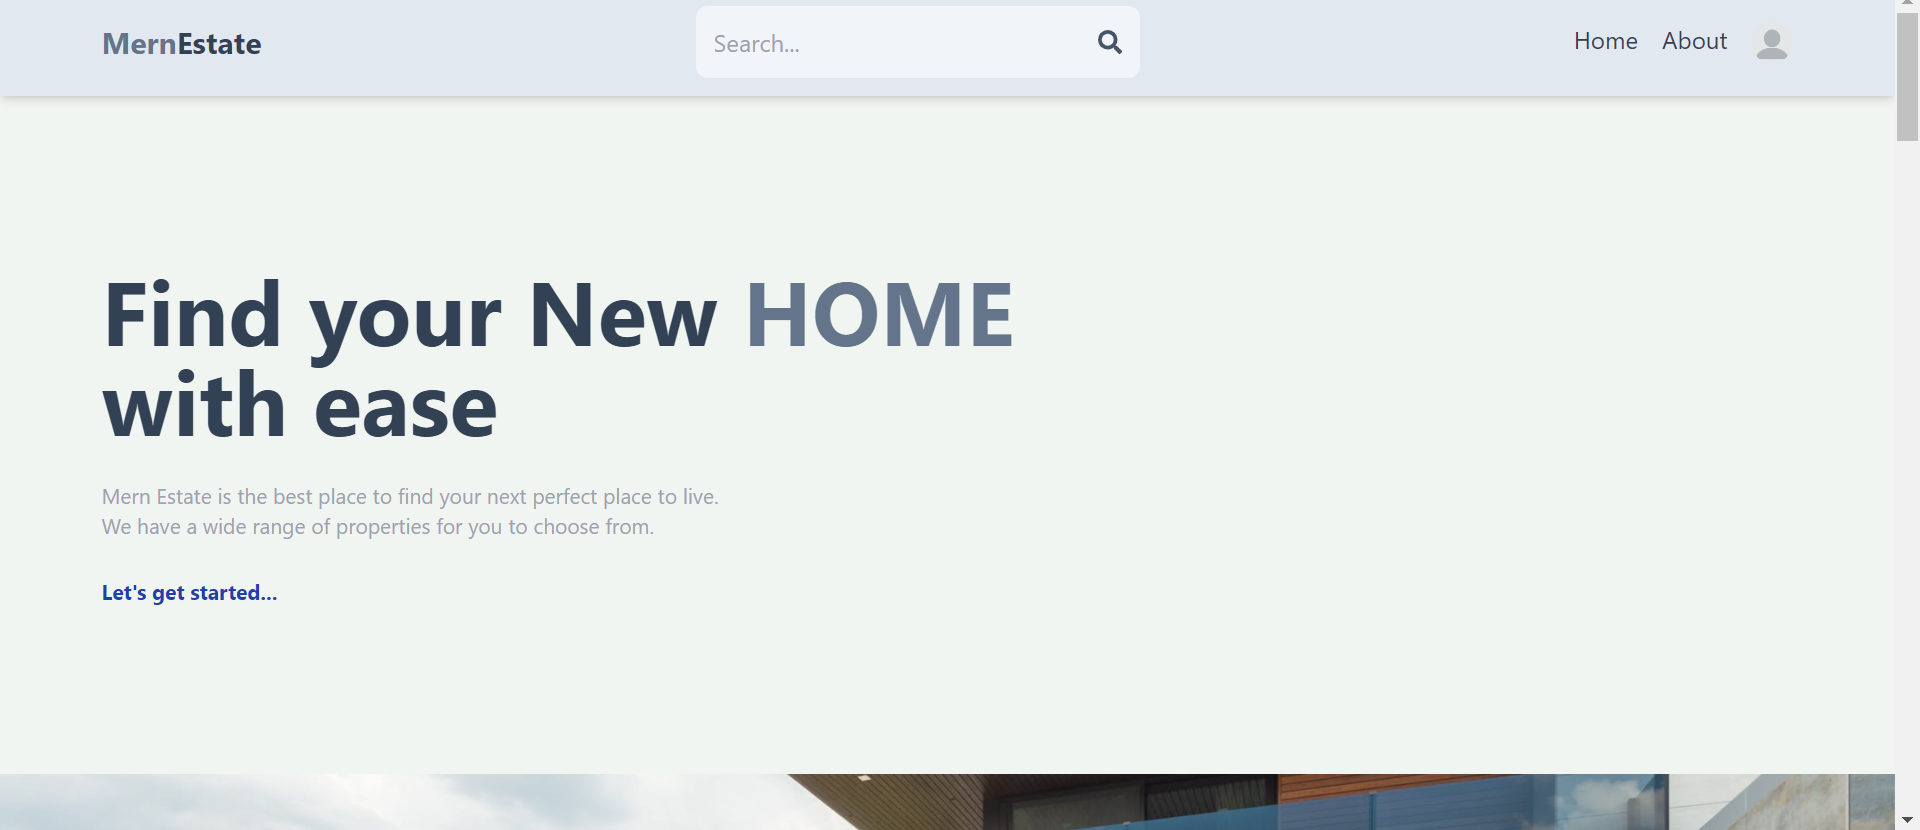 MernEstate
Search...
Home
About
Find your New HOME
with ease
Mern Estate is the best place to find your next perfect place to live.
We have a wide range of properties for you to choose from.
Let's get started...